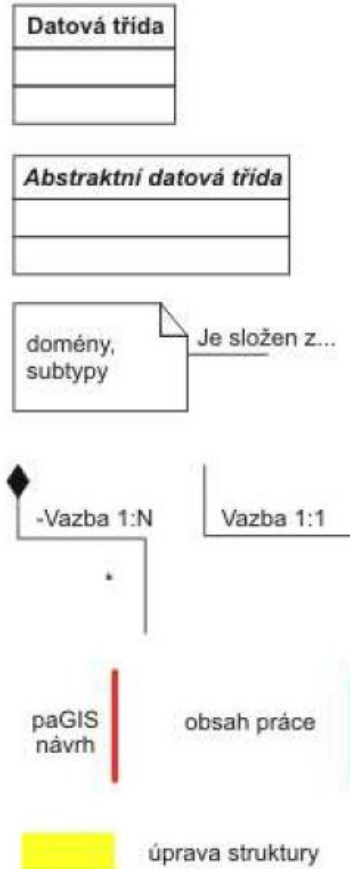 Datová třída
Abstraktní datová třída
domény,
subtypy
Je složen z...
-Vazba 1:N
*
Vazba 1:1
paGIS
návrh
obsah práce
úprava struktury